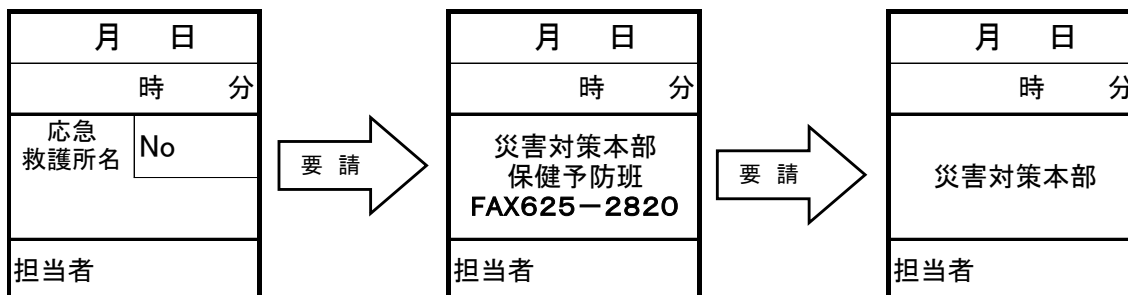 月 日
時 分
応急
救護所名
No
担当者
要 請
月 日
時 分
災害対策本部
保健予防班
FAX625－2820
担当者
要 請
月 日
時 分
災害対策本部
担当者